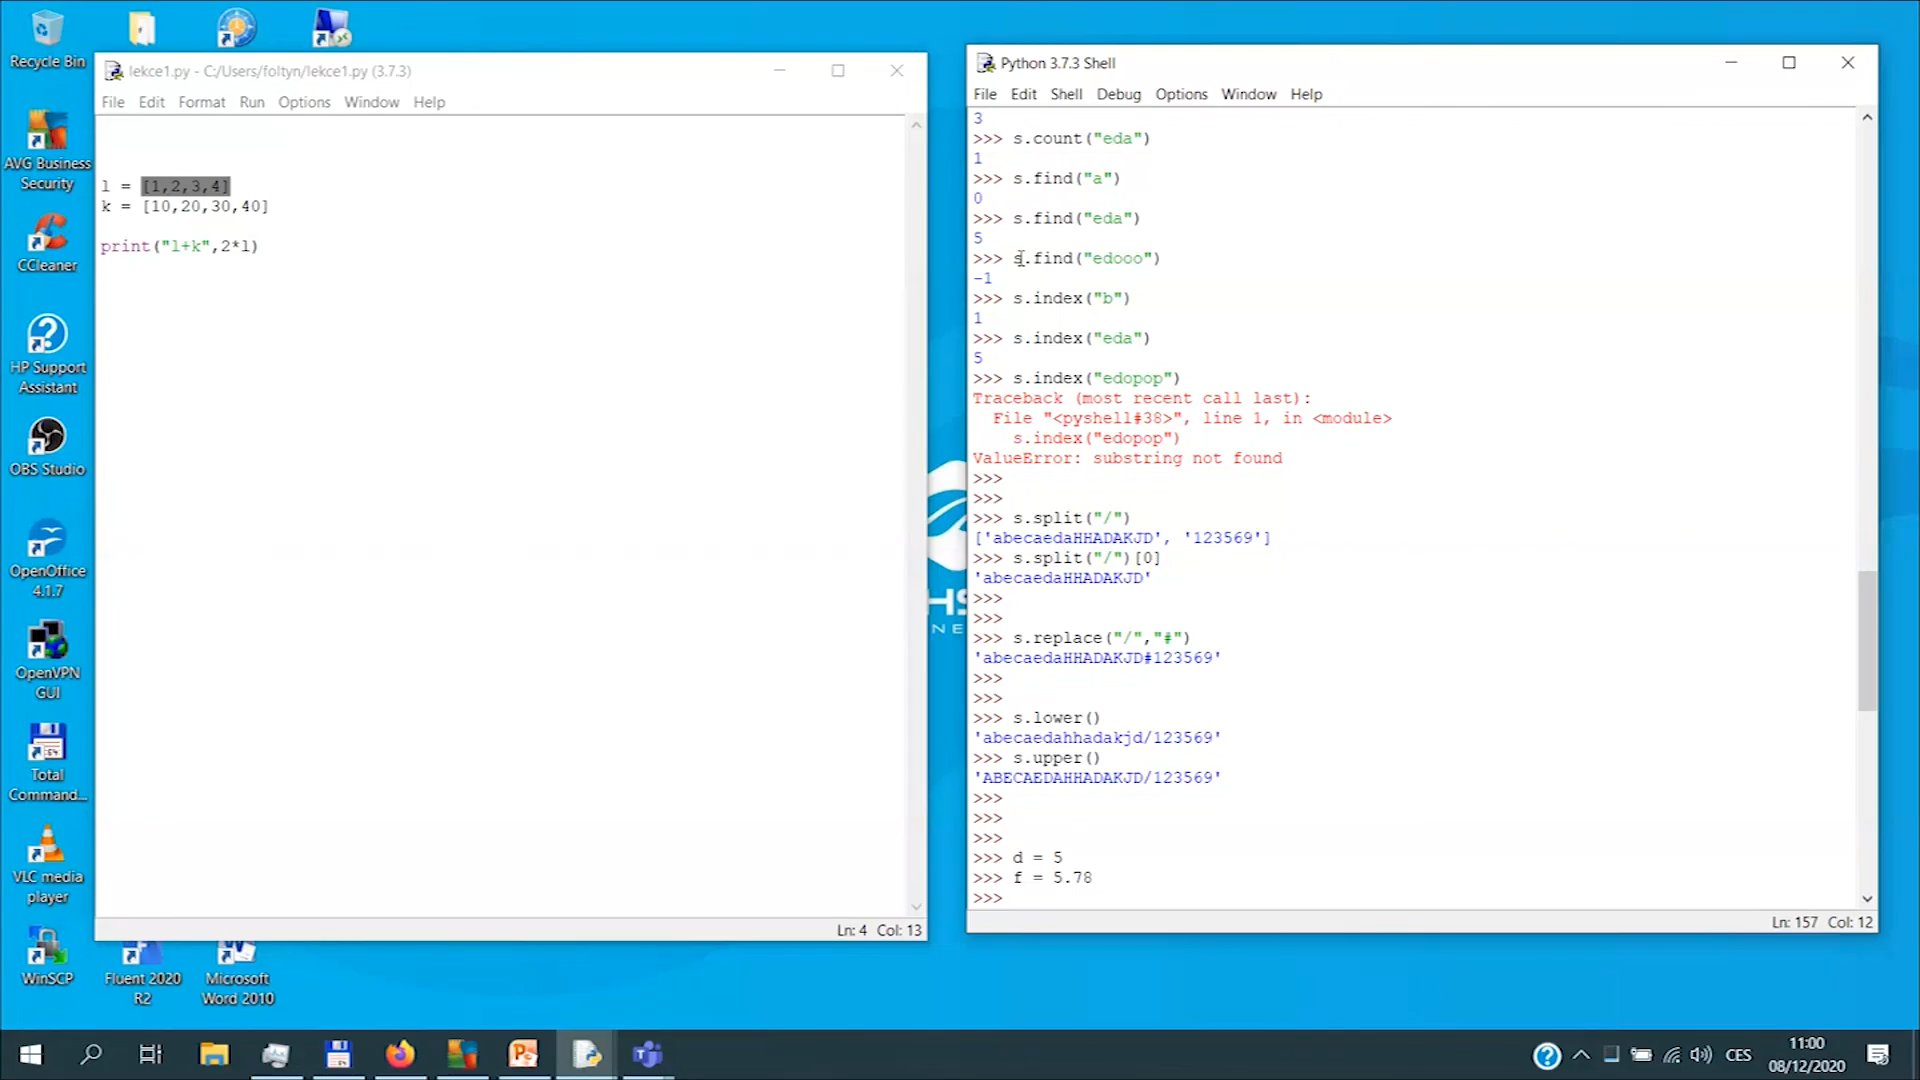 Recycle Bin
AVG Business
Security
CCleaner
HP Support
Assistant
OBS Studio
OpenOffice
4.1.7
OpenVPN
GUI
Total
Command...
VLC media
player
WinSCP
Fluent 2020
R2
Microsoft
Word 2010
lekce1.py - C:/Users/foltyn/lekce1.py (3.7.3)
File Edit Format Run Options Window Help
l = [1,2,3,4]
k = [10,20,30,40]
print("l+k",2*l)
Ln: 4 Col: 13
HS
NE
Python 3.7.3 Shell
File Edit Shell Debug Options Window Help
3
>>> s.count("eda")
1
>>> s.find("a")
0
>>> s.find("eda")
5
>>> s.find("edooo")
-1
>>> s.index("b")
1
>>> s.index("eda")
5
>>> s.index("edopop")
Traceback (most recent call last):
File "<pyshell#38>", line 1, in <module>
s.index("edopop")
ValueError: substring not found
>>>
>>>
>>> s.split("/")
['abecaedaHHADAKJD', '123569']
>>> s.split("/")[0]
'abecaedaHHADAKJD'
>>>
>>>
>>> s.replace("/","#")
'abecaedaHHADAKJD#123569'
>>>
>>>
>>> s.lower()
'abecaedahhadakjd/123569'
>>> s.upper()
'ABECAEDAHHADAKJD/123569'
>>>
>>>
>>>
>>> d = 5
>>> f = 5.78
>>>
Ln: 157 Col: 12
CES
11:00
08/12/2020